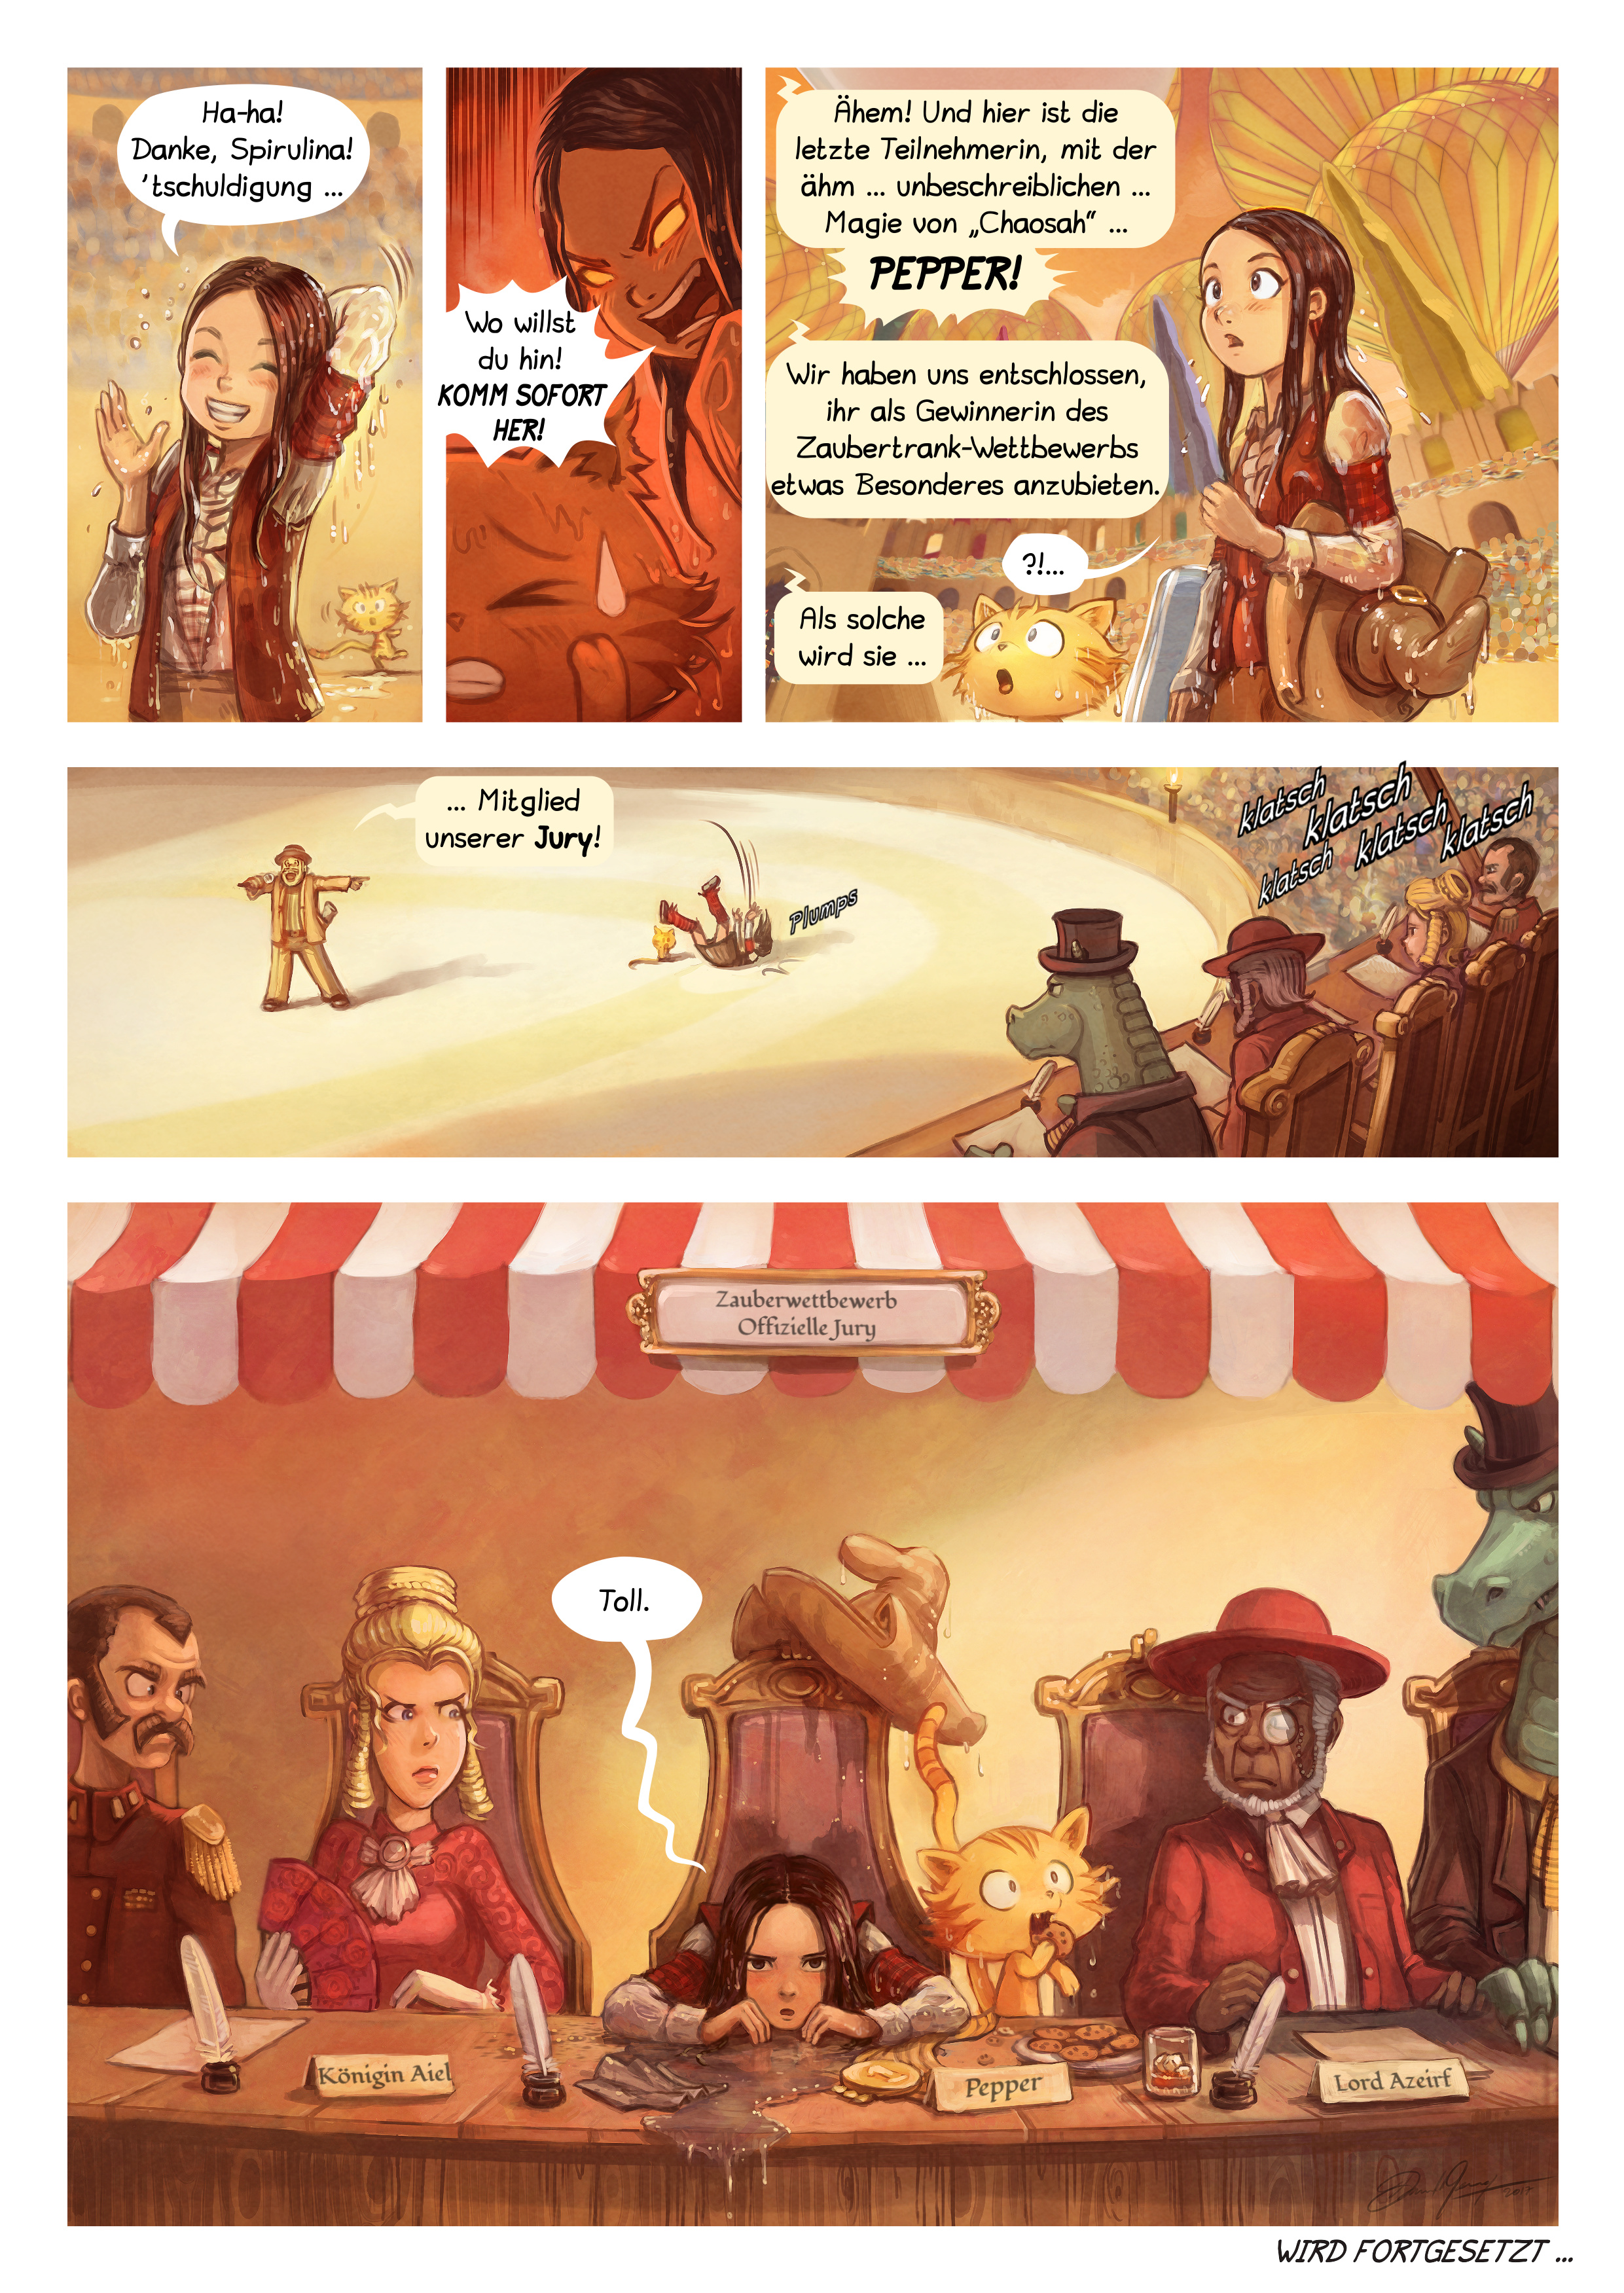 Ha-ha!
Danke, Spirulina!
'tschuldigung ...
Wo willst
du hin!
KOMM SOFORT
HER!
Ähem! Und hier ist die
letzte Teilnehmerin, mit der
ähm ... unbeschreiblichen ...
Magie von „Chaosah“ ...
PEPPER!
Wir haben uns entschlossen,
ihr als Gewinnerin des
Zaubertrank-Wettbewerbs
etwas Besonderes anzubieten.
?!...
Als solche
wird sie ...
... Mitglied
unserer Jury!
Plumps
klatsch
klatsch
klatsch
klatsch
klatsch
Zauberwettbewerb
Offizielle Jury
Toll.
Königin Aiel
Pepper
Lord Azeirf
2017
WIRD FORTGESETZT ...